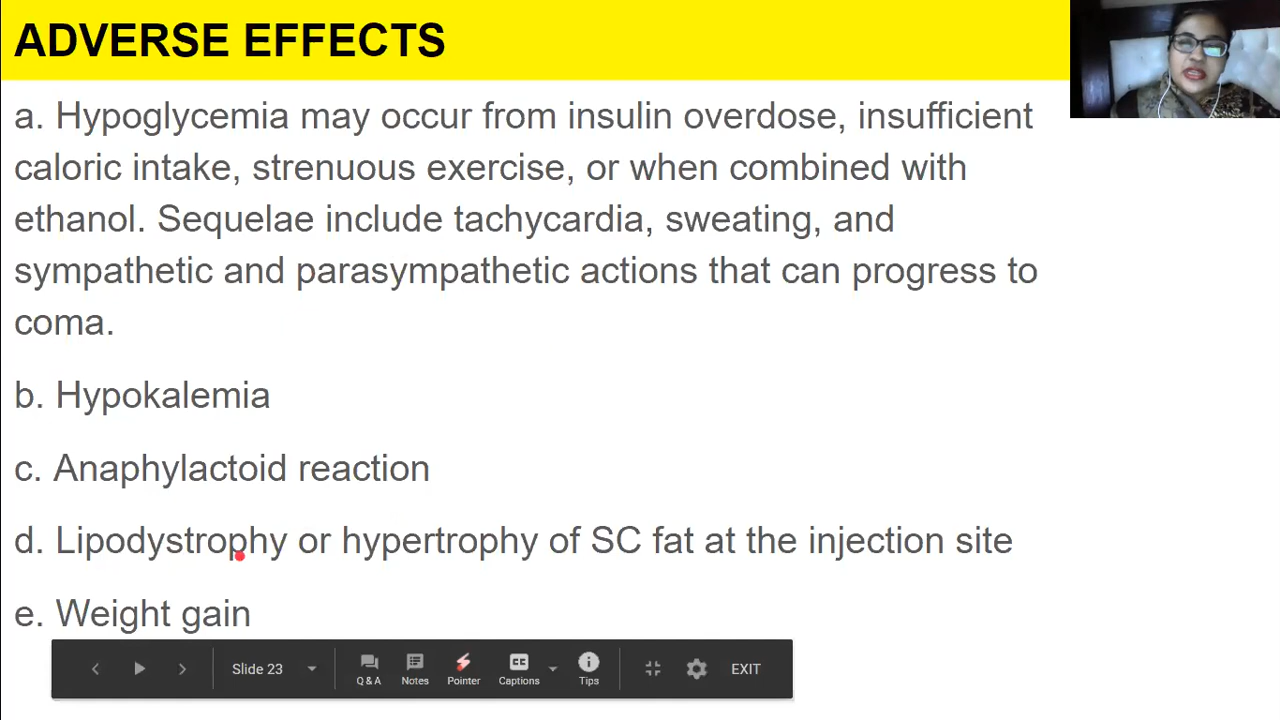 ADVERSE EFFECTS
a. Hypoglycemia may occur from insulin overdose, insufficient
caloric intake, strenuous exercise, or when combined with
ethanol. Sequelae include tachycardia, sweating, and
sympathetic and parasympathetic actions that can progress to
coma.
b. Hypokalemia
c. Anaphylactoid reaction
d. Lipodystrophy or hypertrophy of SC fat at the injection site
e. Weight gain
Slide 23
Q & A
Notes
Pointer
CC
Captions
Tips
EXIT